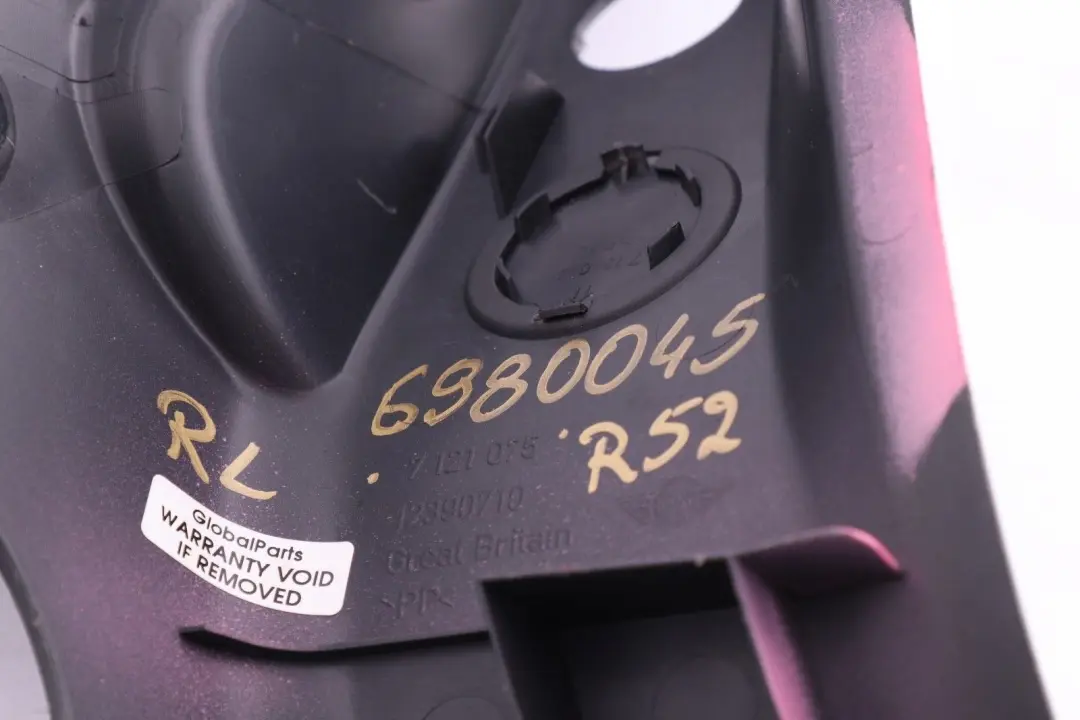 6980045
RL
R52
7 121 075
12390710
Great Britain
>PP<
GlobalParts
WARRANTY VOID
IF REMOVED